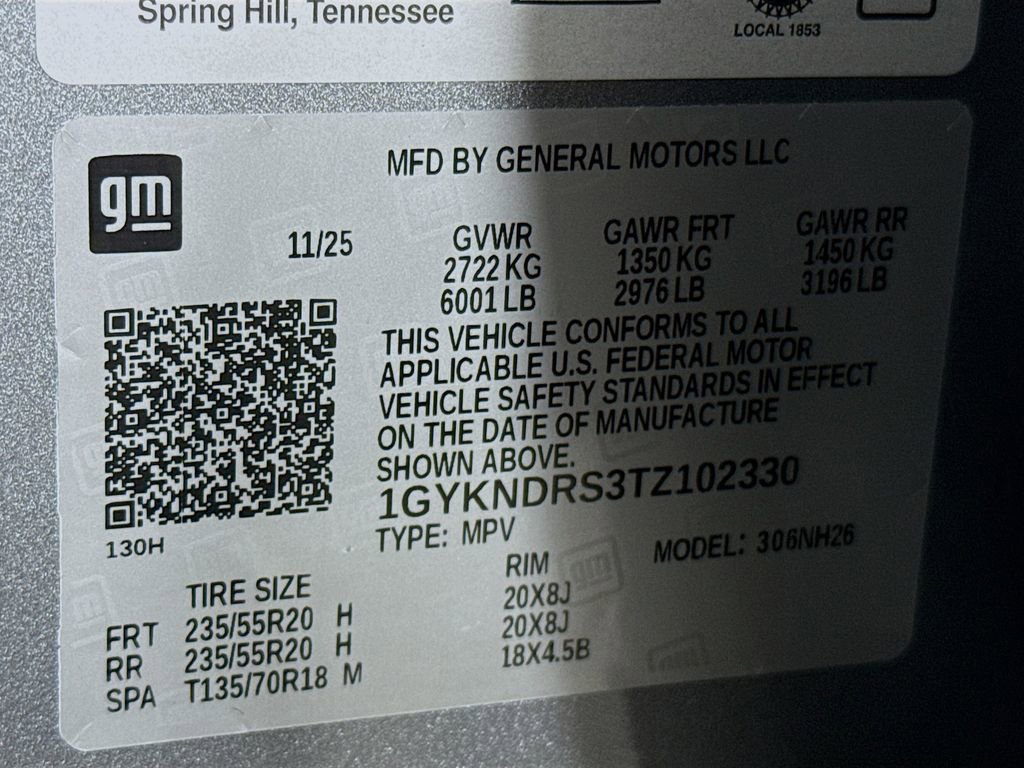 Spring Hill, Tennessee
LOCAL 1853
gm
MFD BY GENERAL MOTORS LLC
11/25
GVWR GAWR FRT GAWR RR
2722 KG 1350 KG 1450 KG
6001 LB 2976 LB 3196 LB
THIS VEHICLE CONFORMS TO ALL
APPLICABLE U.S. FEDERAL MOTOR
VEHICLE SAFETY STANDARDS IN EFFECT
ON THE DATE OF MANUFACTURE
SHOWN ABOVE.
1GYKNDRS3TZ102330
130H
TYPE: MPV MODEL: 306NH26
TIRE SIZE RIM
FRT 235/55R20 H 20X8J
RR 235/55R20 H 20X8J
SPA T135/70R18 M 18X4.5B